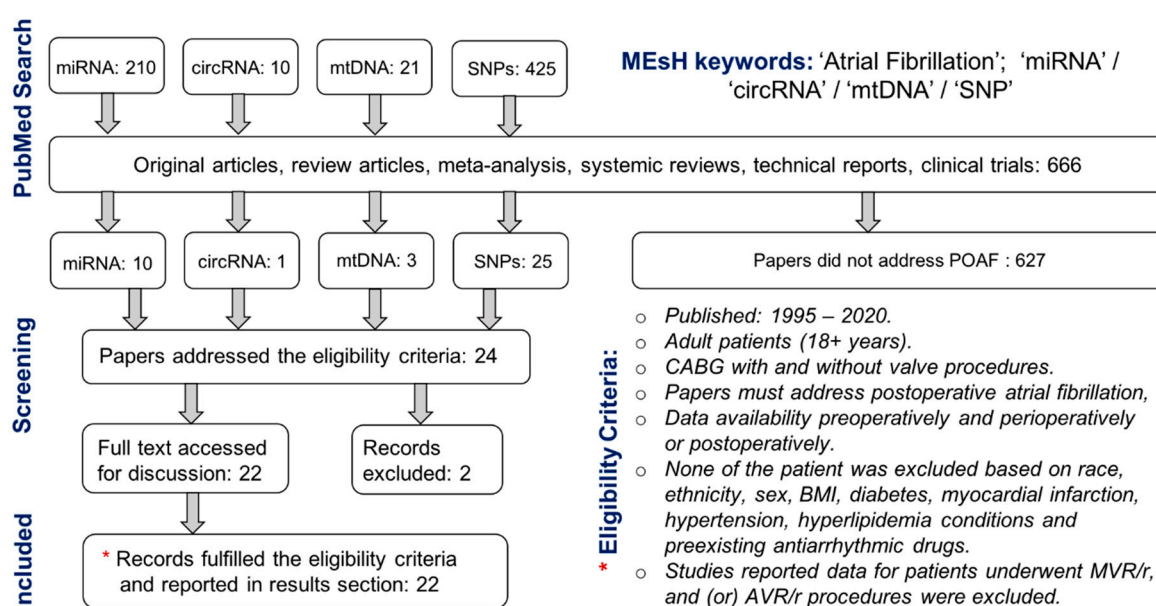 PubMed Search
miRNA: 210
circRNA: 10
mtDNA: 21
SNPs: 425
MEsH keywords: 'Atrial Fibrillation'; 'miRNA' /
'circRNA' / 'mtDNA' / 'SNP'
Original articles, review articles, meta-analysis, systemic reviews, technical reports, clinical trials: 666
Screening
miRNA: 10
circRNA: 1
mtDNA: 3
SNPs: 25
Papers did not address POAF : 627
Papers addressed the eligibility criteria: 24
Full text accessed
for discussion: 22
Records
excluded: 2
ncluded
* Records fulfilled the eligibility criteria
and reported in results section: 22
* Eligibility Criteria:
o Published: 1995 – 2020.
o Adult patients (18+ years).
o CABG with and without valve procedures.
o Papers must address postoperative atrial fibrillation,
o Data availability preoperatively and perioperatively
or postoperatively.
o None of the patient was excluded based on race,
ethnicity, sex, BMI, diabetes, myocardial infarction,
hypertension, hyperlipidemia conditions and
preexisting antiarrhythmic drugs.
o Studies reported data for patients underwent MVR/r,
and (or) AVR/r procedures were excluded.